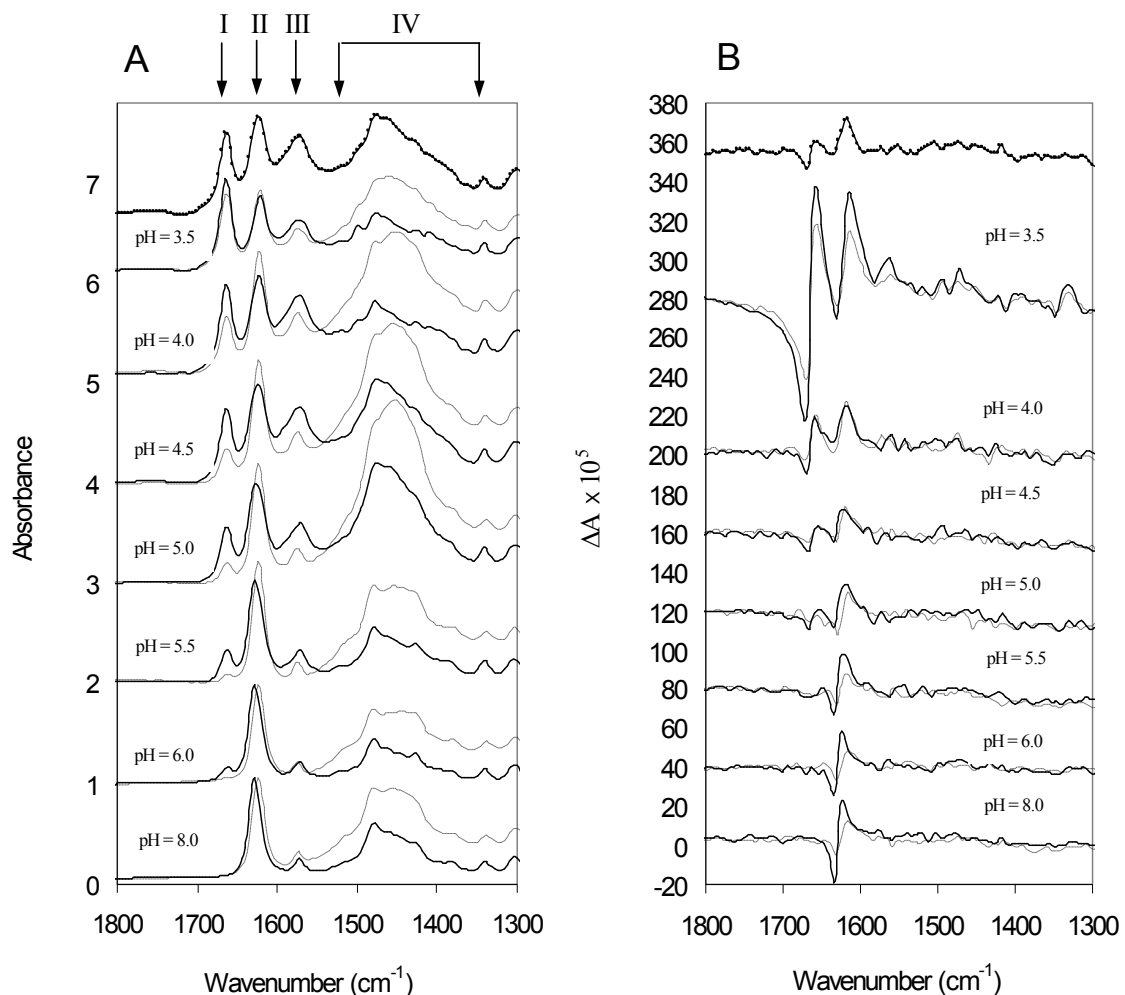 I II III IV
A
B
7
6
5
4
3
2
1
0
Absorbance
pH = 3.5
pH = 4.0
pH = 4.5
pH = 5.0
pH = 5.5
pH = 6.0
pH = 8.0
1800 1700 1600 1500 1400 1300
Wavenumber (cm⁻¹)
380
360
340
320
300
280
260
240
220
200
180
160
140
120
100
80
60
40
20
0
-20
ΔA x 10⁵
pH = 3.5
pH = 4.0
pH = 4.5
pH = 5.0
pH = 5.5
pH = 6.0
pH = 8.0
1800 1700 1600 1500 1400 1300
Wavenumber (cm⁻¹)